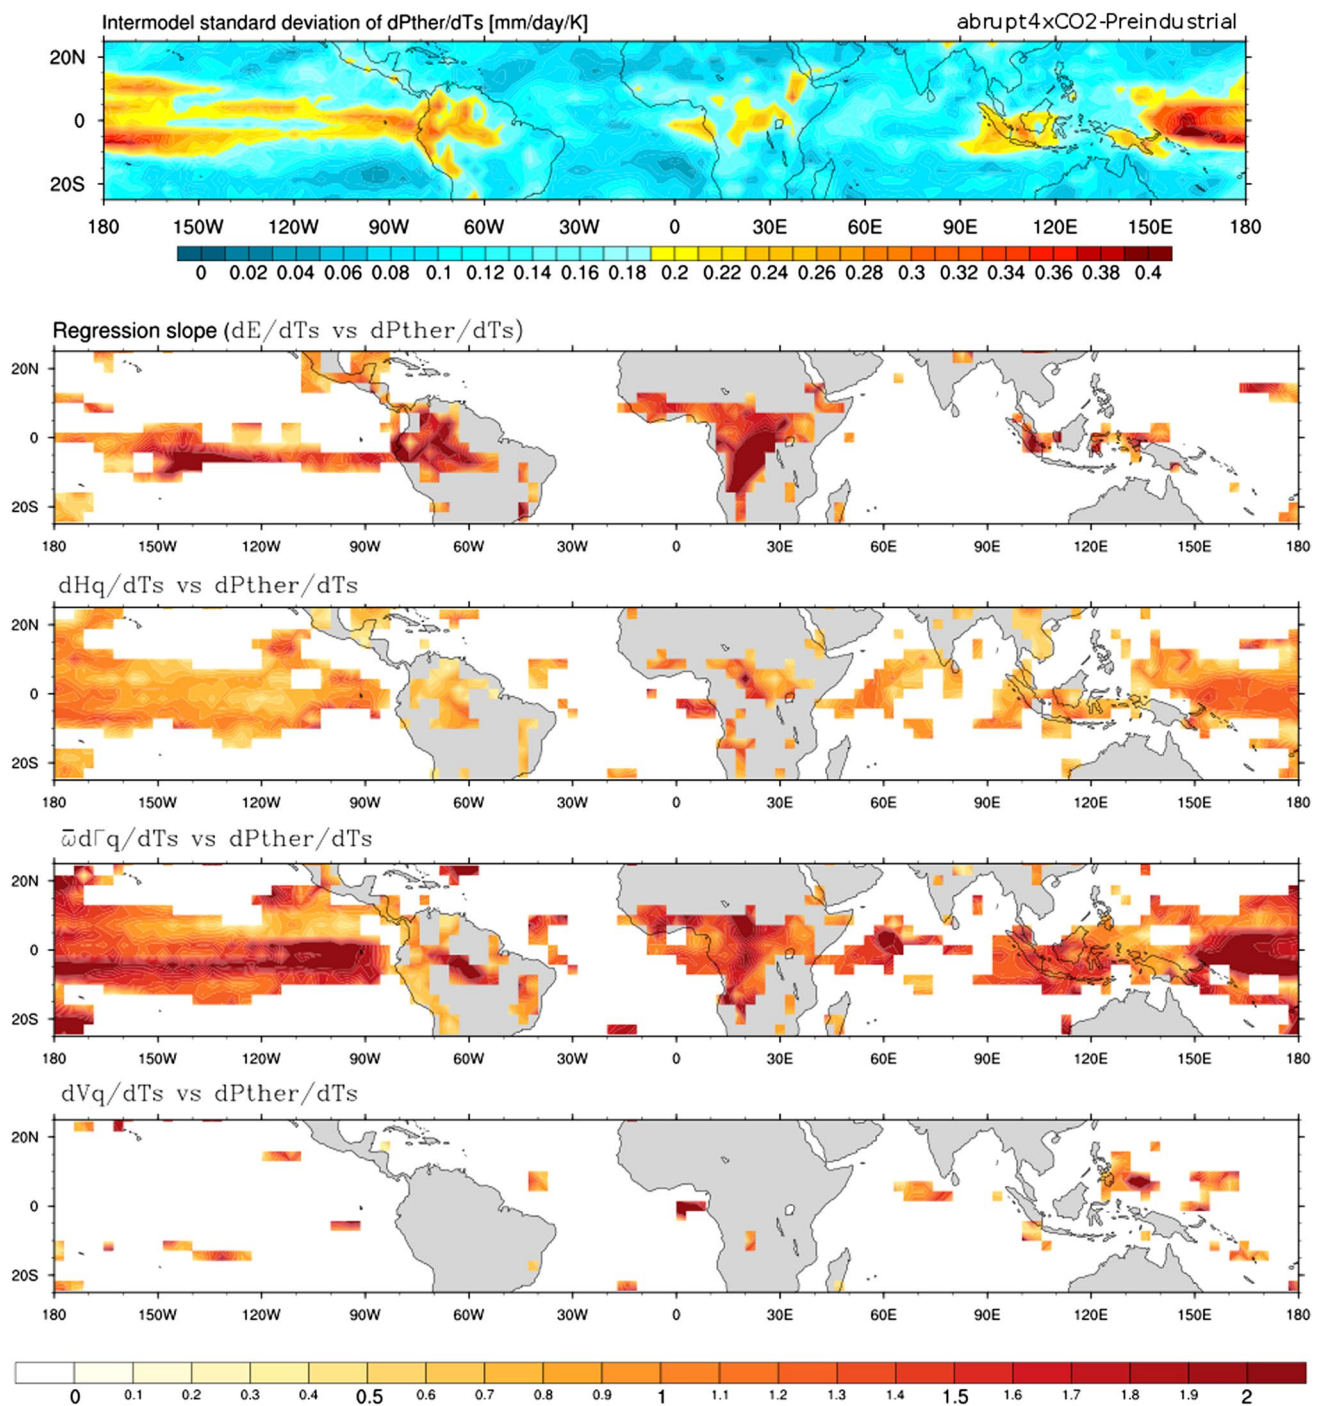 Intermodel standard deviation of dPther/dTs [mm/day/K] abrupt4xCO2-Preindustrial
20N
0
20S
180 150W 120W 90W 60W 30W 0 30E 60E 90E 120E 150E 180
0 0.02 0.04 0.06 0.08 0.1 0.12 0.14 0.16 0.18 0.2 0.22 0.24 0.26 0.28 0.3 0.32 0.34 0.36 0.38 0.4
Regression slope (dE/dTs vs dPther/dTs)
20N
0
20S
180 150W 120W 90W 60W 30W 0 30E 60E 90E 120E 150E 180
dHq/dTs vs dPther/dTs
20N
0
20S
180 150W 120W 90W 60W 30W 0 30E 60E 90E 120E 150E 180
ω̄dΓq/dTs vs dPther/dTs
20N
0
20S
180 150W 120W 90W 60W 30W 0 30E 60E 90E 120E 150E 180
dVq/dTs vs dPther/dTs
20N
0
20S
180 150W 120W 90W 60W 30W 0 30E 60E 90E 120E 150E 180
0 0.1 0.2 0.3 0.4 0.5 0.6 0.7 0.8 0.9 1 1.1 1.2 1.3 1.4 1.5 1.6 1.7 1.8 1.9 2